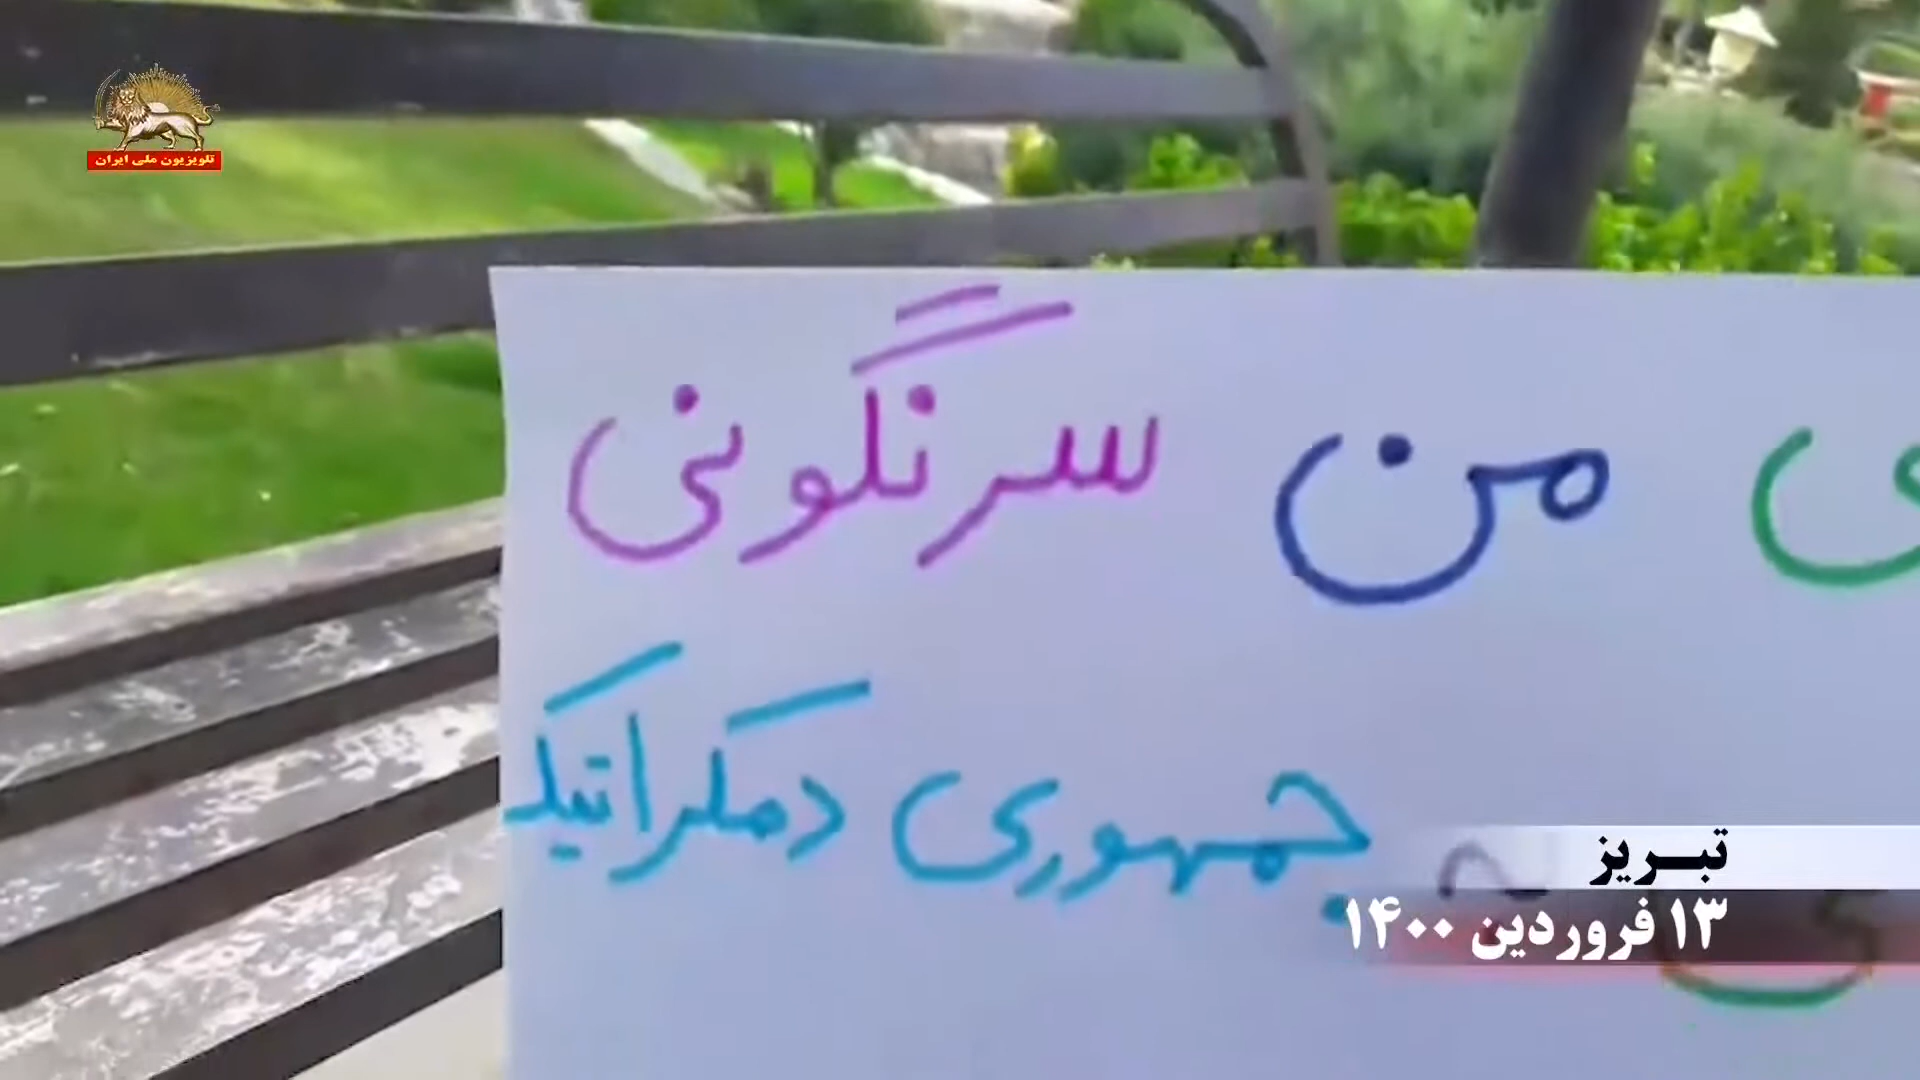 تلویزیون ملی ایران
من سرنگونی
جمهوری دمکراتیک
تبریز
۱۳ فروردین ۱۴۰۰